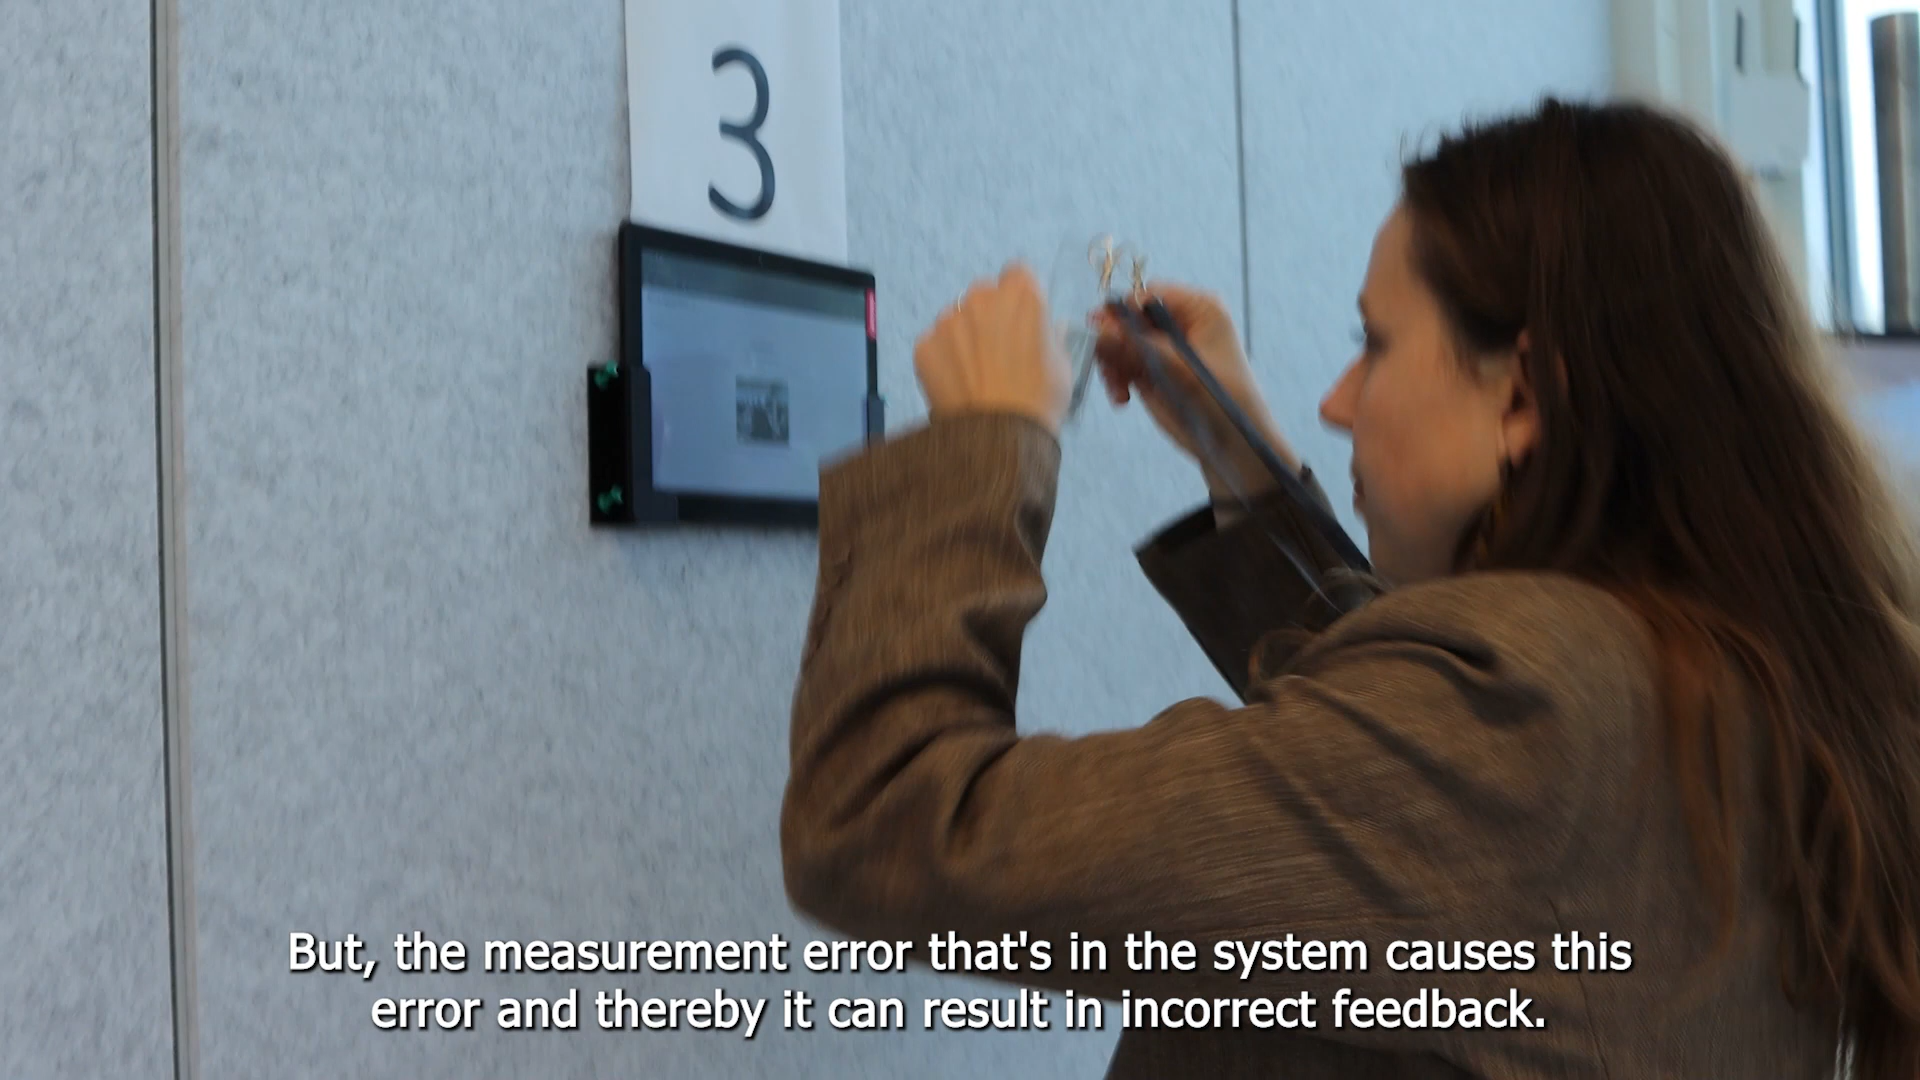 3
But, the measurement error that's in the system causes this
error and thereby it can result in incorrect feedback.